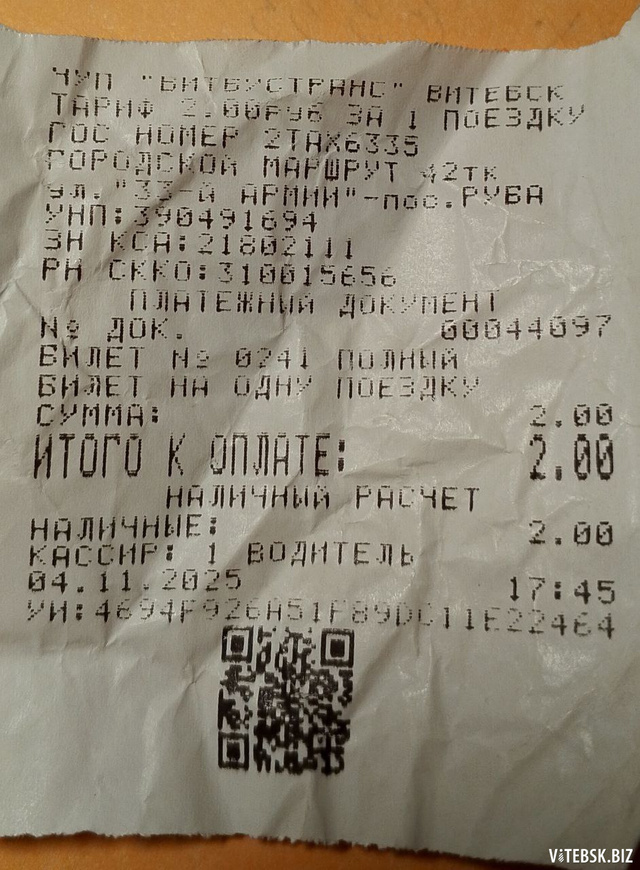 ЧУП "ВИТБУСТРАНС" ВИТЕБСК
ТАРИФ 2.00РУб ЗА 1 ПОЕЗДКУ
ГОС НОМЕР 2ТАХ6335
ГОРОДСКОЙ МАРШРУТ 42тк
ул."33-й АРМИИ"-пос.РУБА
УНП:390491694
ЗН КСА:21802111
РН СККО:310015656
ПЛАТЕЖНЫЙ ДОКУМЕНТ
№ ДОК. 00044097
БИЛЕТ № 0241 ПОЛНЫЙ
БИЛЕТ НА ОДНУ ПОЕЗДКУ
СУММА: 2.00
ИТОГО К ОПЛАТЕ: 2.00
НАЛИЧНЫЙ РАСЧЕТ
НАЛИЧНЫЕ: 2.00
КАССИР: 1 ВОДИТЕЛЬ
04.11.2025 17:45
УИ:4694F926A51F89DC11E22464
VITEBSK.BIZ